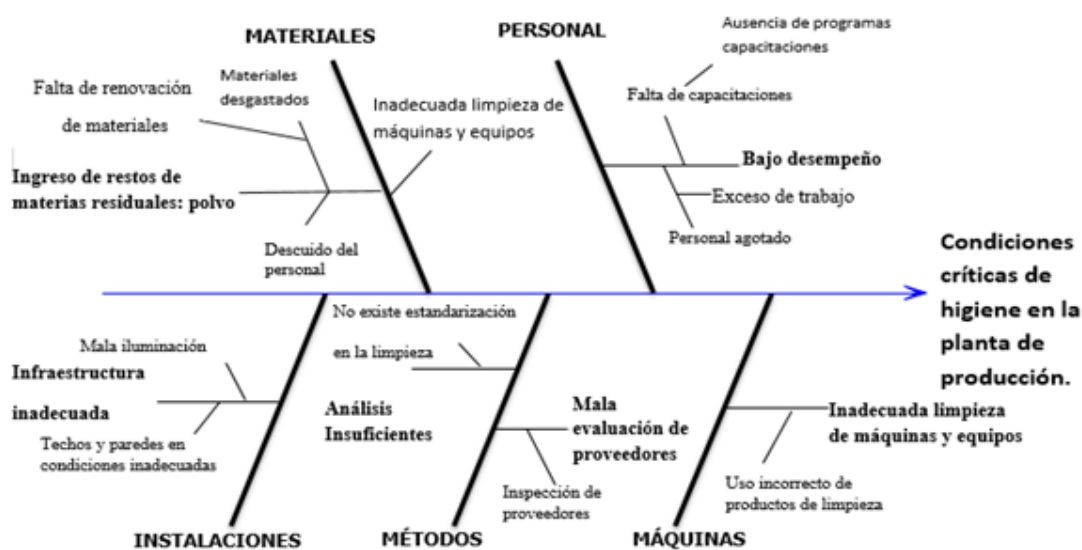 MATERIALES
PERSONAL
Ausencia de programas
capacitaciones
Falta de renovación
de materiales
Materiales
desgastados
Inadecuada limpieza de
máquinas y equipos
Falta de capacitaciones
Ingreso de restos de
materias residuales: polvo
Bajo desempeño
Exceso de trabajo
Descuido del
personal
Personal agotado
Condiciones
críticas de
higiene en la
planta de
producción.
No existe estandarización
en la limpieza
Mala iluminación
Infraestructura
inadecuada
Techos y paredes en
condiciones inadecuadas
Análisis
Insuficientes
Mala
evaluación de
proveedores
Inspección de
proveedores
Inadecuada limpieza
de máquinas y equipos
Uso incorrecto de
productos de limpieza
INSTALACIONES
MÉTODOS
MÁQUINAS